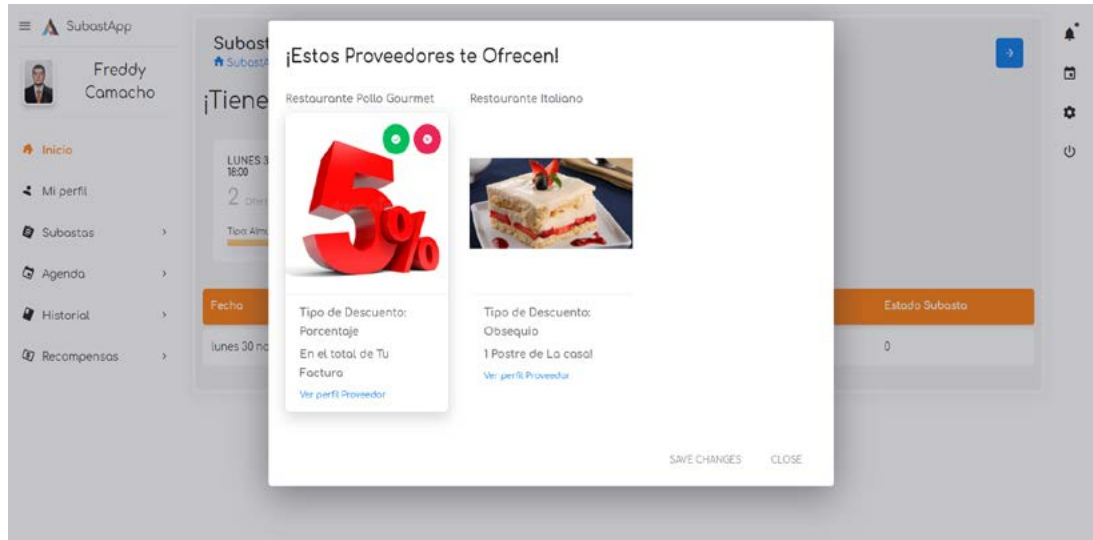 SubastApp
Freddy
Camacho
Inicio
Mi perfil
Subastas
Agenda
Historial
Recompensas
Subast
SubastA
¡Tiene
LUNES 3
18:00
2
Tipo: Almu
Fecha
Estado Subasta
lunes 30 no
0
¡Estos Proveedores te Ofrecen!
Restaurante Pollo Gourmet
5%
Tipo de Descuento:
Porcentaje
En el total de Tu
Factura
Ver perfil Proveedor
Restaurante Italiano
Tipo de Descuento:
Obsequio
1 Postre de La casa!
Ver perfil Proveedor
SAVE CHANGES
CLOSE